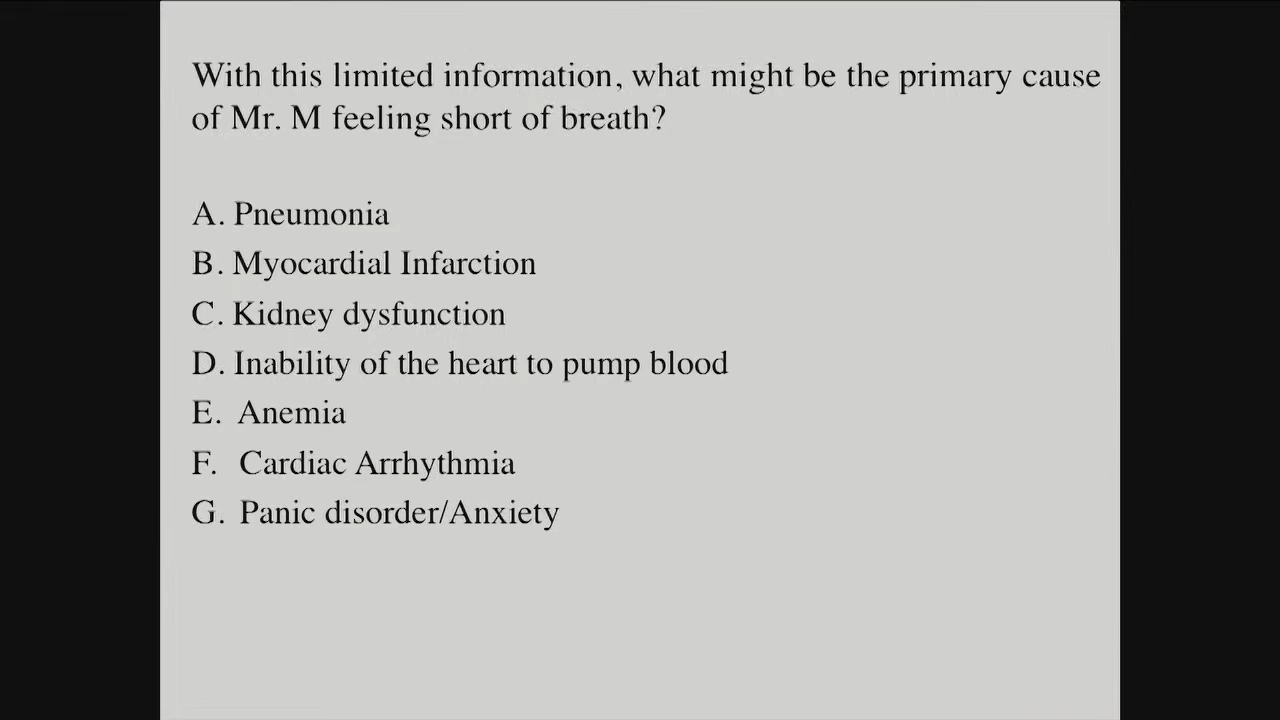 With this limited information, what might be the primary cause
of Mr. M feeling short of breath?
A. Pneumonia
B. Myocardial Infarction
C. Kidney dysfunction
D. Inability of the heart to pump blood
E. Anemia
F. Cardiac Arrhythmia
G. Panic disorder/Anxiety